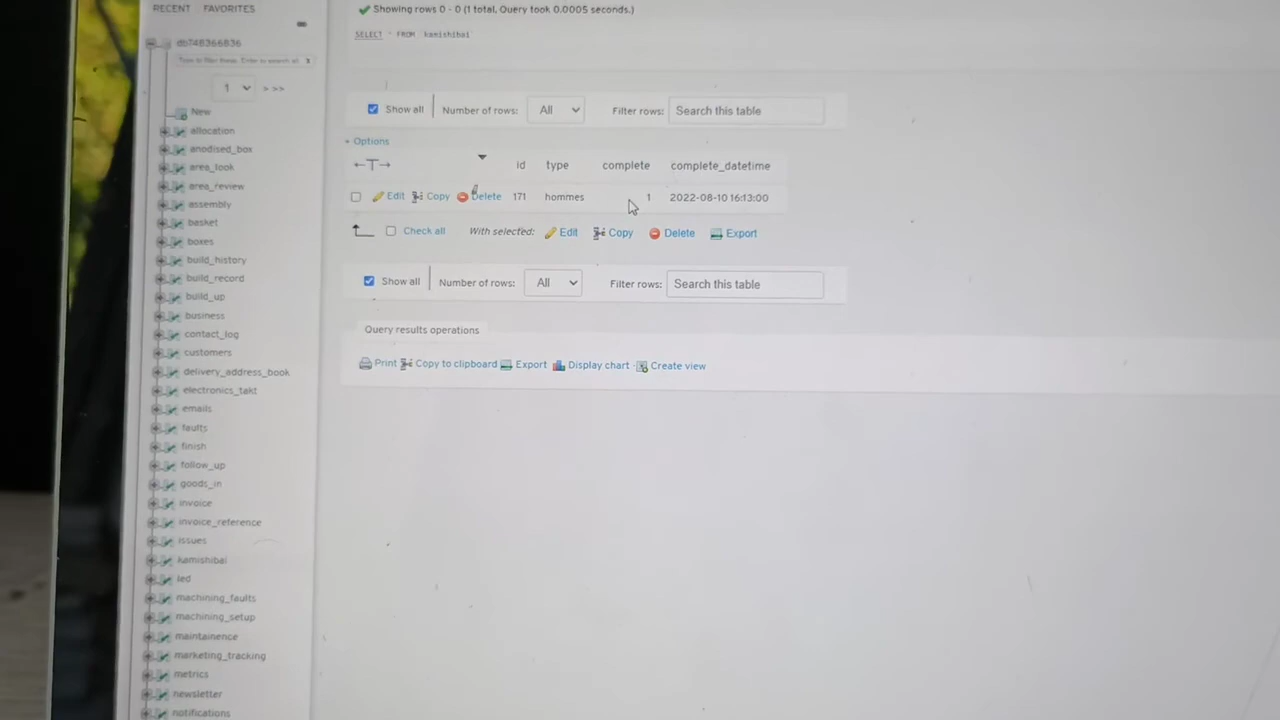 RECENT FAVORITES
db748366836
1 > >>
New
allocation
anodised_box
area_look
area_review
assembly
basket
boxes
build_history
build_record
build_up
business
contact_log
customers
delivery_address_book
electronics_takt
emails
faults
finish
follow_up
goods_in
invoice
invoice_reference
issues
kamishibai
led
machining_faults
machining_setup
maintainence
marketing_tracking
metrics
newsletter
notifications
Showing rows 0 - 0 (1 total, Query took 0.0005 seconds.)
SELECT * FROM kamishibai
Show all Number of rows: All Filter rows: Search this table
Options
←T→ id type complete complete_datetime
Edit Copy Delete 171 hommes 1 2022-08-10 16:13:00
Check all With selected: Edit Copy Delete Export
Show all Number of rows: All Filter rows: Search this table
Query results operations
Print Copy to clipboard Export Display chart Create view